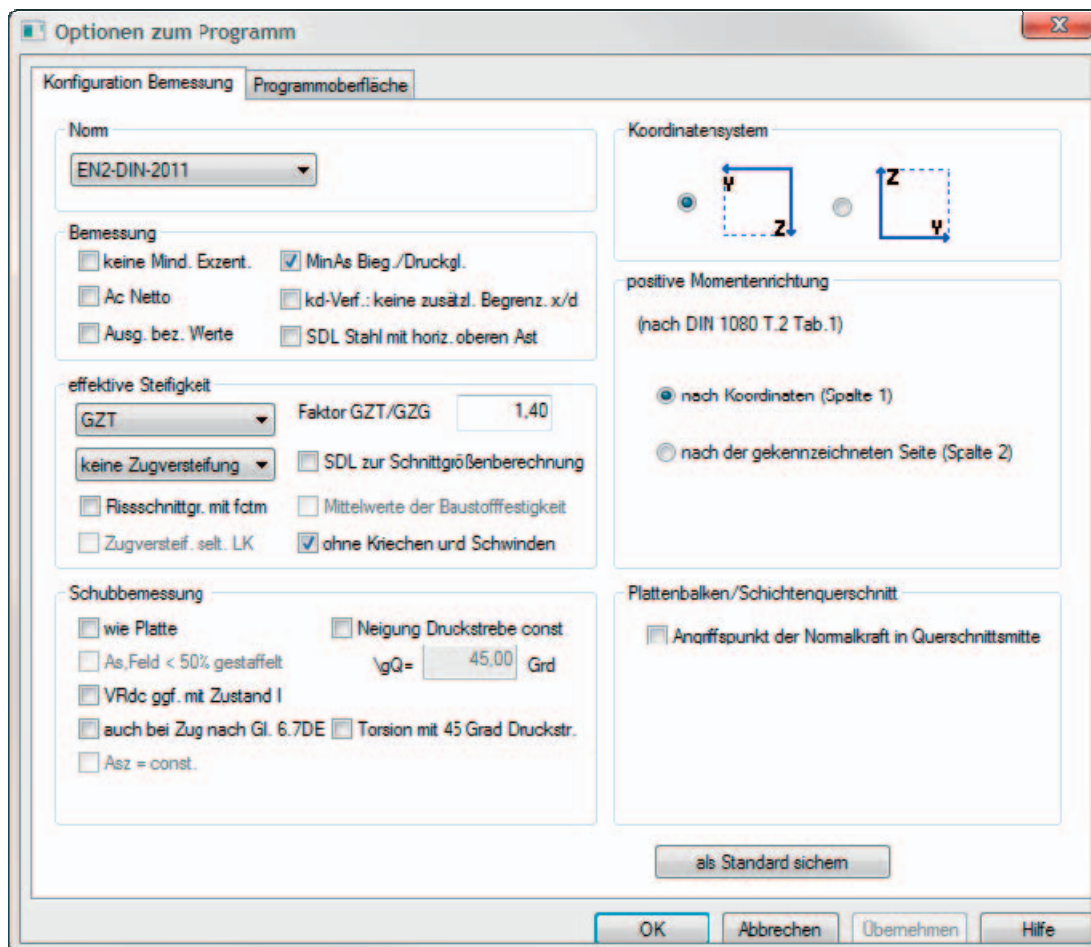 Optionen zum Programm
Konfiguration Bemessung
Programmoberfläche
Norm
EN2-DIN-2011
Bemessung
keine Mind. Exzent.
MinAs Bieg./Druckgl.
Ac Netto
kd-Verf.: keine zusätzl. Begrenz. x/d
Ausg. bez. Werte
SDL Stahl mit horiz. oberen Ast
effektive Steifigkeit
GZT
Faktor GZT/GZG
1,40
keine Zugversteifung
SDL zur Schnittgrößenberechnung
Rissschnittgr. mit fctm
Mittelwerte der Baustofffestigkeit
Zugversteif. selt. LK
ohne Kriechen und Schwinden
Schubbemessung
wie Platte
Neigung Druckstrebe const
As,Feld < 50% gestaffelt
\gQ=
45,00
Grd
VRdc ggf. mit Zustand I
auch bei Zug nach Gl. 6.7DE
Torsion mit 45 Grad Druckstr.
Asz = const.
Koordinatensystem
Y
Z
Z
Y
positive Momentenrichtung
(nach DIN 1080 T.2 Tab.1)
nach Koordinaten (Spalte 1)
nach der gekennzeichneten Seite (Spalte 2)
Plattenbalken/Schichtenquerschnitt
Angriffspunkt der Normalkraft in Querschnittsmitte
als Standard sichern
OK
Abbrechen
Übernehmen
Hilfe